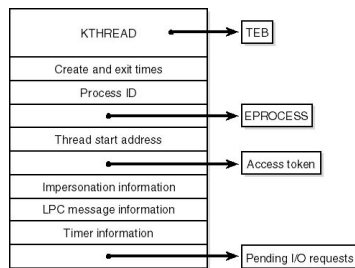 KTHREAD
TEB
Create and exit times
Process ID
EPROCESS
Thread start address
Access token
Impersonation information
LPC message information
Timer information
Pending I/O requests